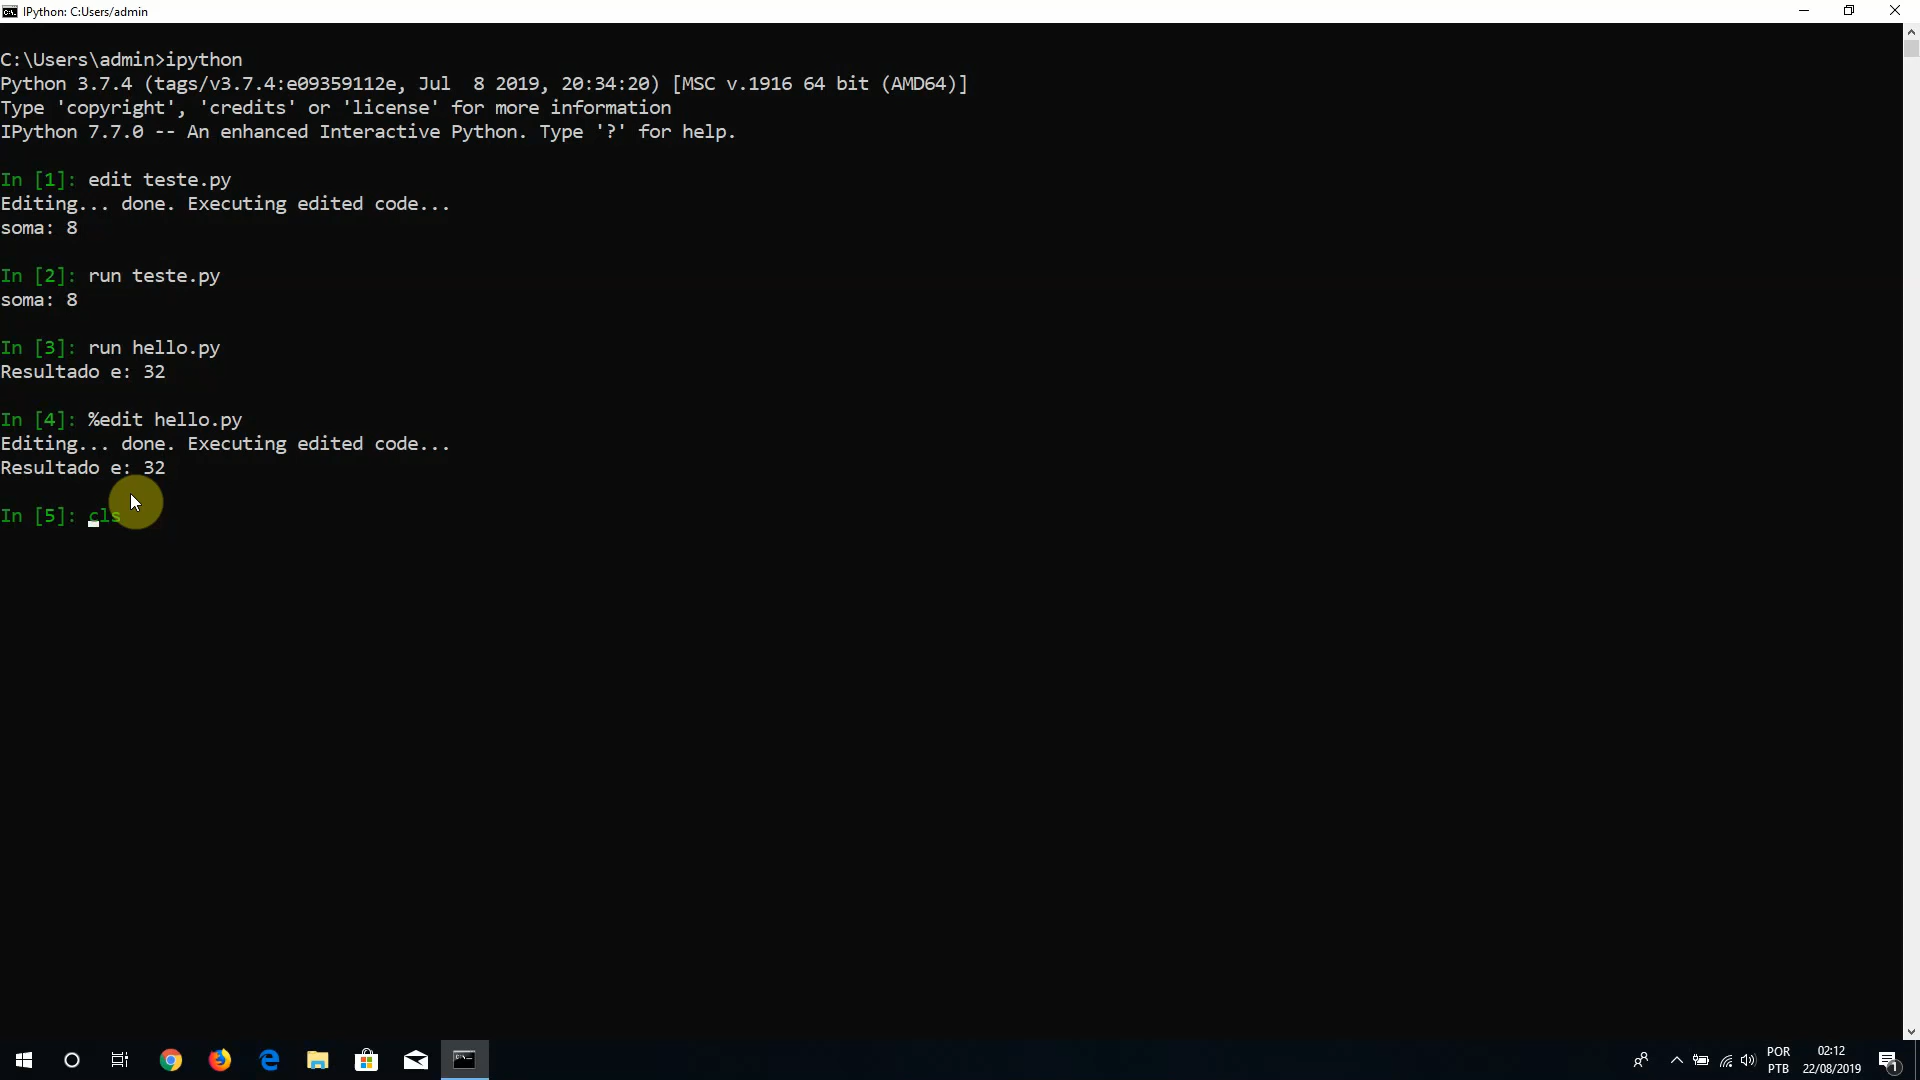 IPython: C:Users/admin
C:\Users\admin>ipython
Python 3.7.4 (tags/v3.7.4:e09359112e, Jul  8 2019, 20:34:20) [MSC v.1916 64 bit (AMD64)]
Type 'copyright', 'credits' or 'license' for more information
IPython 7.7.0 -- An enhanced Interactive Python. Type '?' for help.
In [1]: edit teste.py
Editing... done. Executing edited code...
soma: 8
In [2]: run teste.py
soma: 8
In [3]: run hello.py
Resultado e: 32
In [4]: %edit hello.py
Editing... done. Executing edited code...
Resultado e: 32
In [5]: cls
POR
PTB
02:12
22/08/2019
1